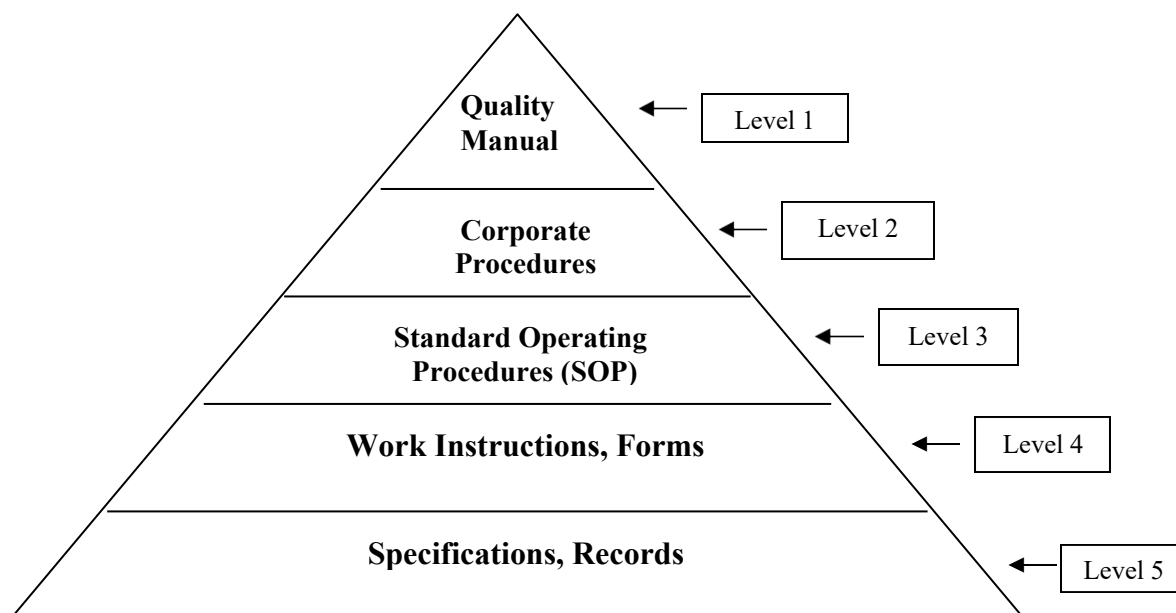 Quality
Manual
Level 1
Corporate
Procedures
Level 2
Standard Operating
Procedures (SOP)
Level 3
Work Instructions, Forms
Level 4
Specifications, Records
Level 5